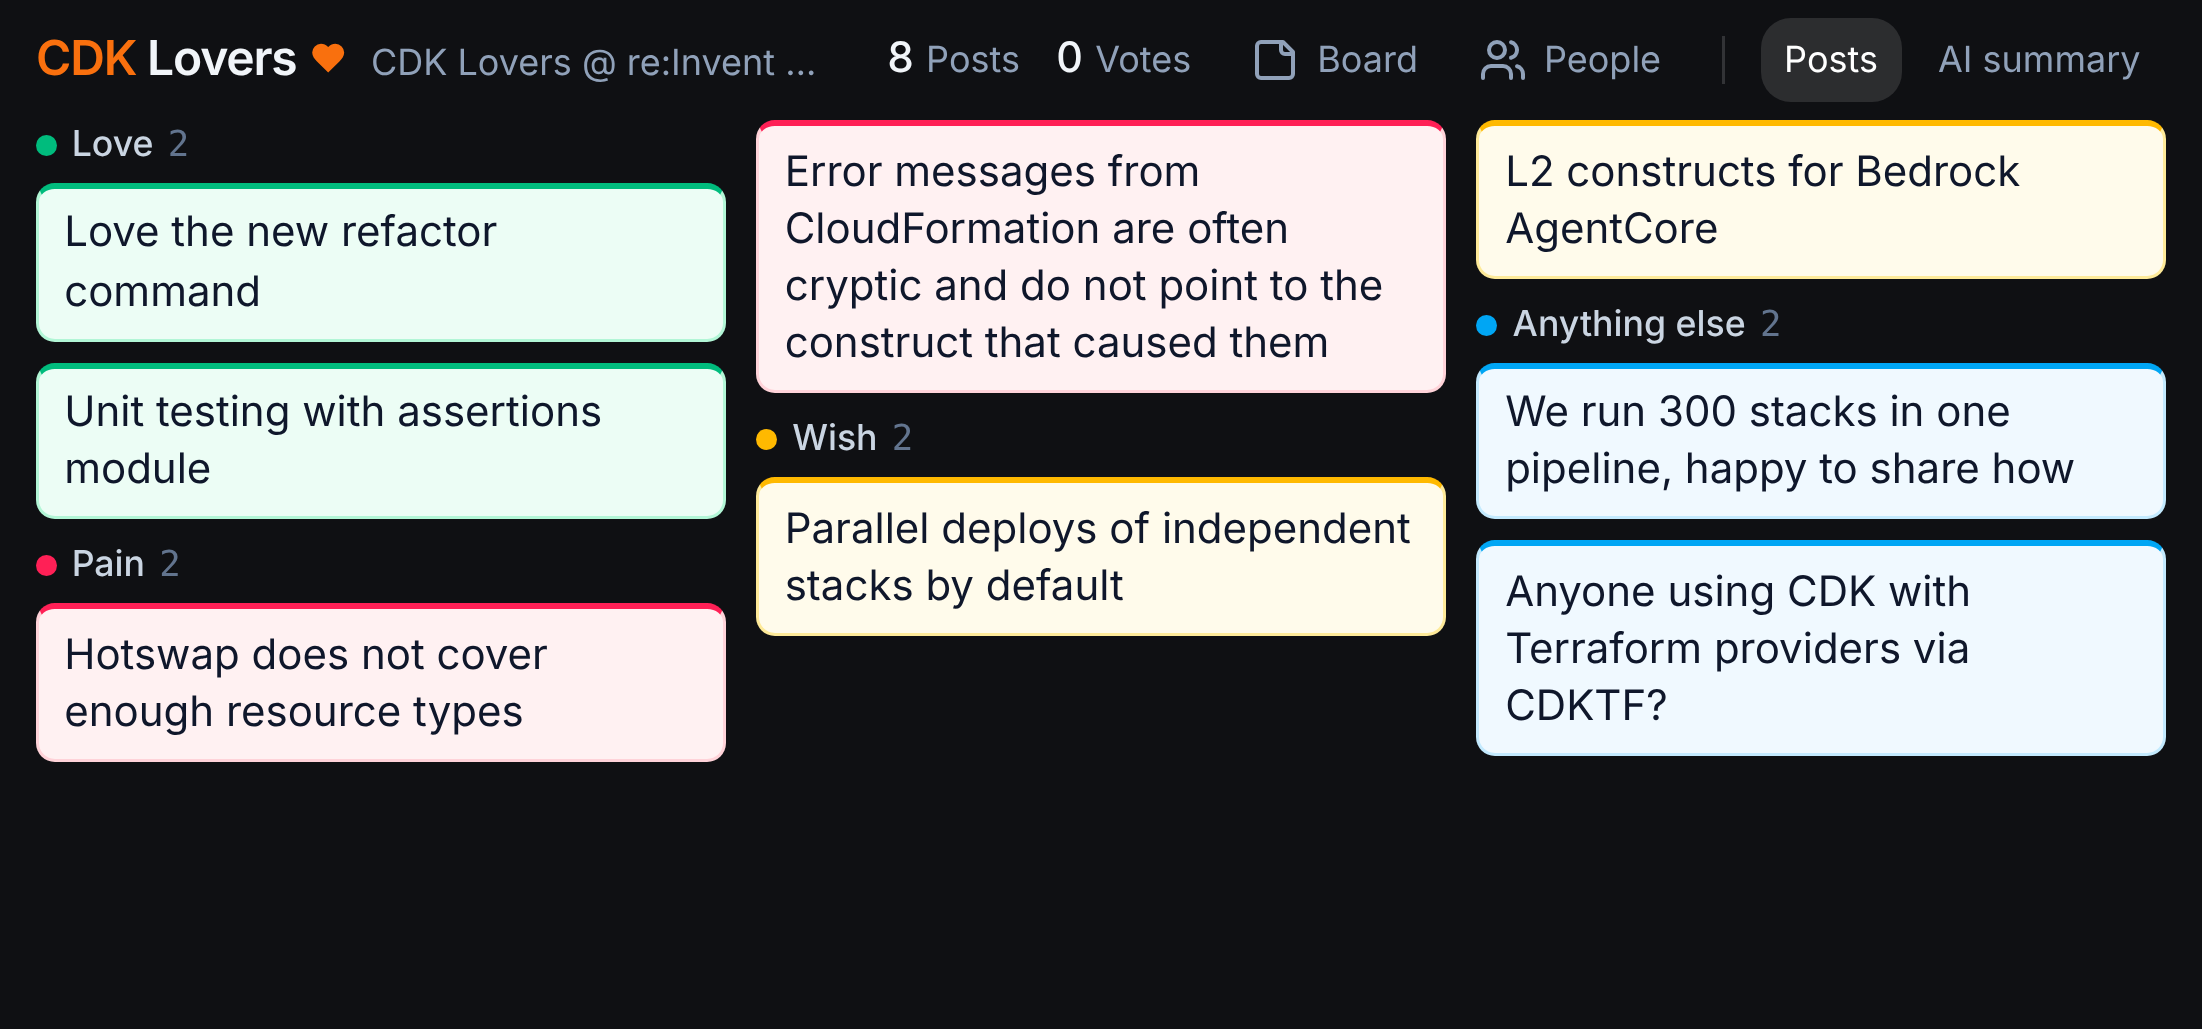 CDK Lovers CDK Lovers @ re:Invent ... 8 Posts 0 Votes Board People Posts AI summary
Love 2
Love the new refactor
command
Unit testing with assertions
module
Pain 2
Hotswap does not cover
enough resource types
Error messages from
CloudFormation are often
cryptic and do not point to the
construct that caused them
Wish 2
Parallel deploys of independent
stacks by default
L2 constructs for Bedrock
AgentCore
Anything else 2
We run 300 stacks in one
pipeline, happy to share how
Anyone using CDK with
Terraform providers via
CDKTF?